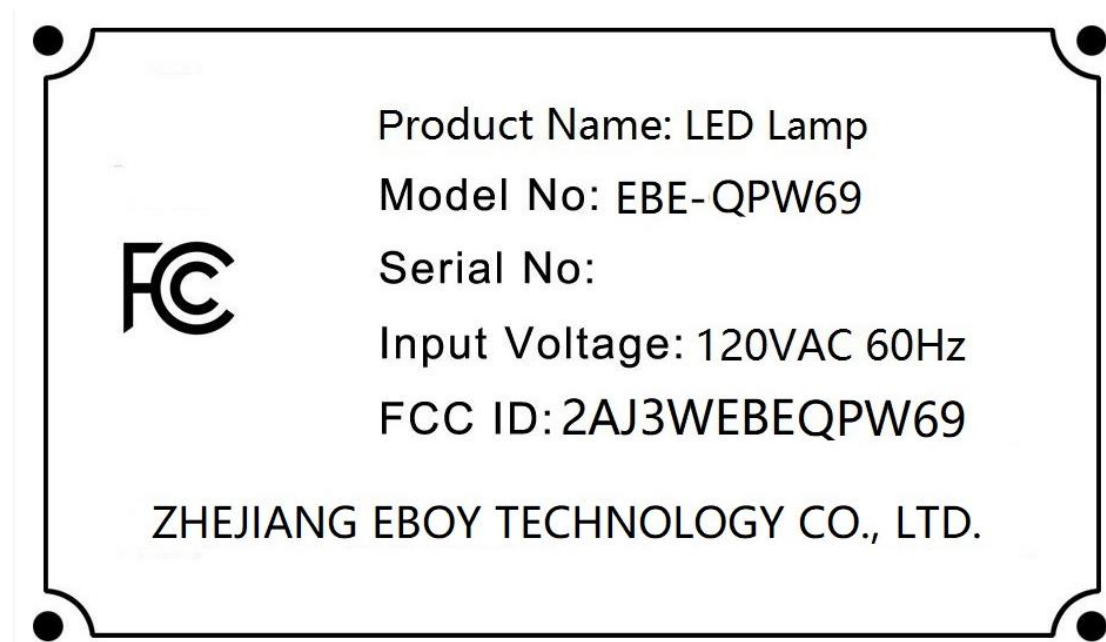 Product Name: LED Lamp
Model No: EBE-QPW69
FC
Serial No:
Input Voltage: 120VAC 60Hz
FCC ID: 2AJ3WEBEQPW69
ZHEJIANG EBOY TECHNOLOGY CO., LTD.